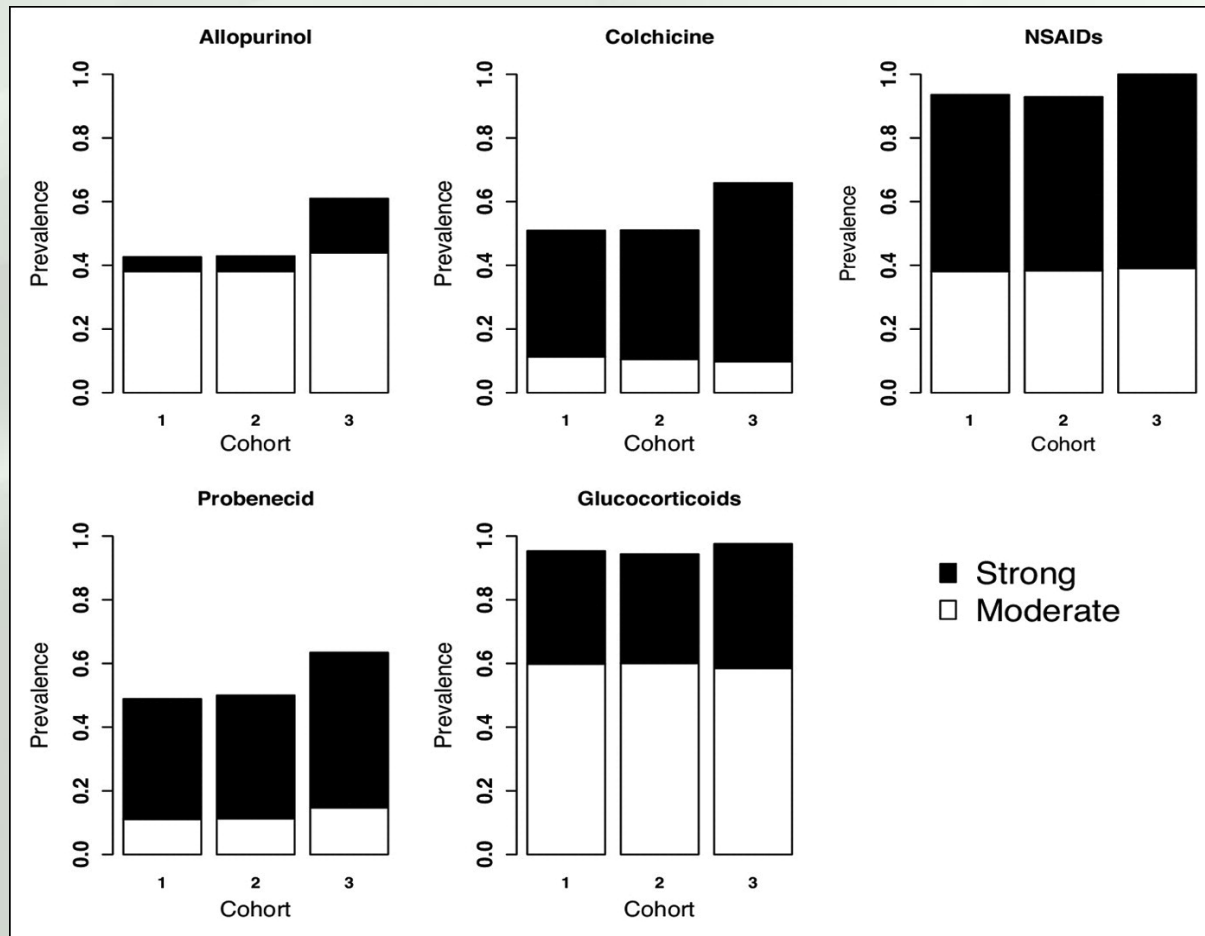 Allopurinol
Prevalence
0.0 0.2 0.4 0.6 0.8 1.0
1 2 3
Cohort
Colchicine
Prevalence
0.0 0.2 0.4 0.6 0.8 1.0
1 2 3
Cohort
NSAIDs
Prevalence
0.0 0.2 0.4 0.6 0.8 1.0
1 2 3
Cohort
Probenecid
Prevalence
0.0 0.2 0.4 0.6 0.8 1.0
1 2 3
Cohort
Glucocorticoids
Prevalence
0.0 0.2 0.4 0.6 0.8 1.0
1 2 3
Cohort
Strong
Moderate